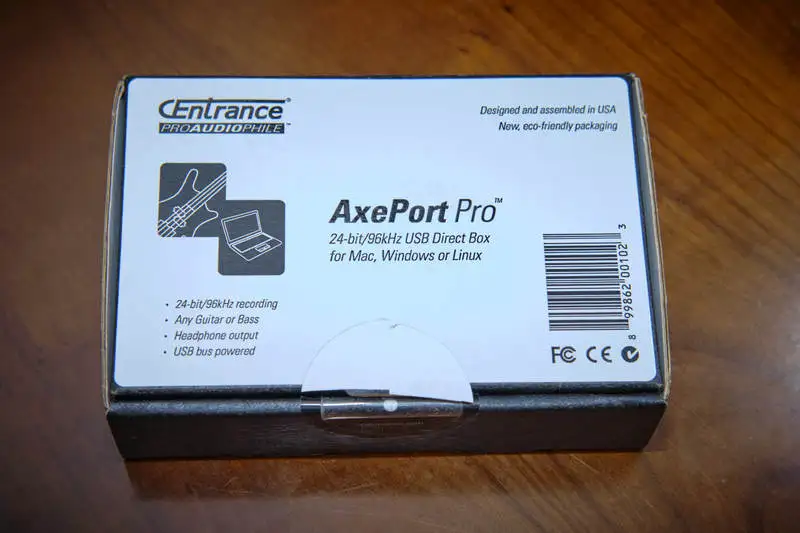 CEntrance®
PROAUDIOPHILE™
Designed and assembled in USA
New, eco-friendly packaging
AxePort Pro™
24-bit/96kHz USB Direct Box
for Mac, Windows or Linux
• 24-bit/96kHz recording
• Any Guitar or Bass
• Headphone output
• USB bus powered
8 99862 00102 3
FC CE